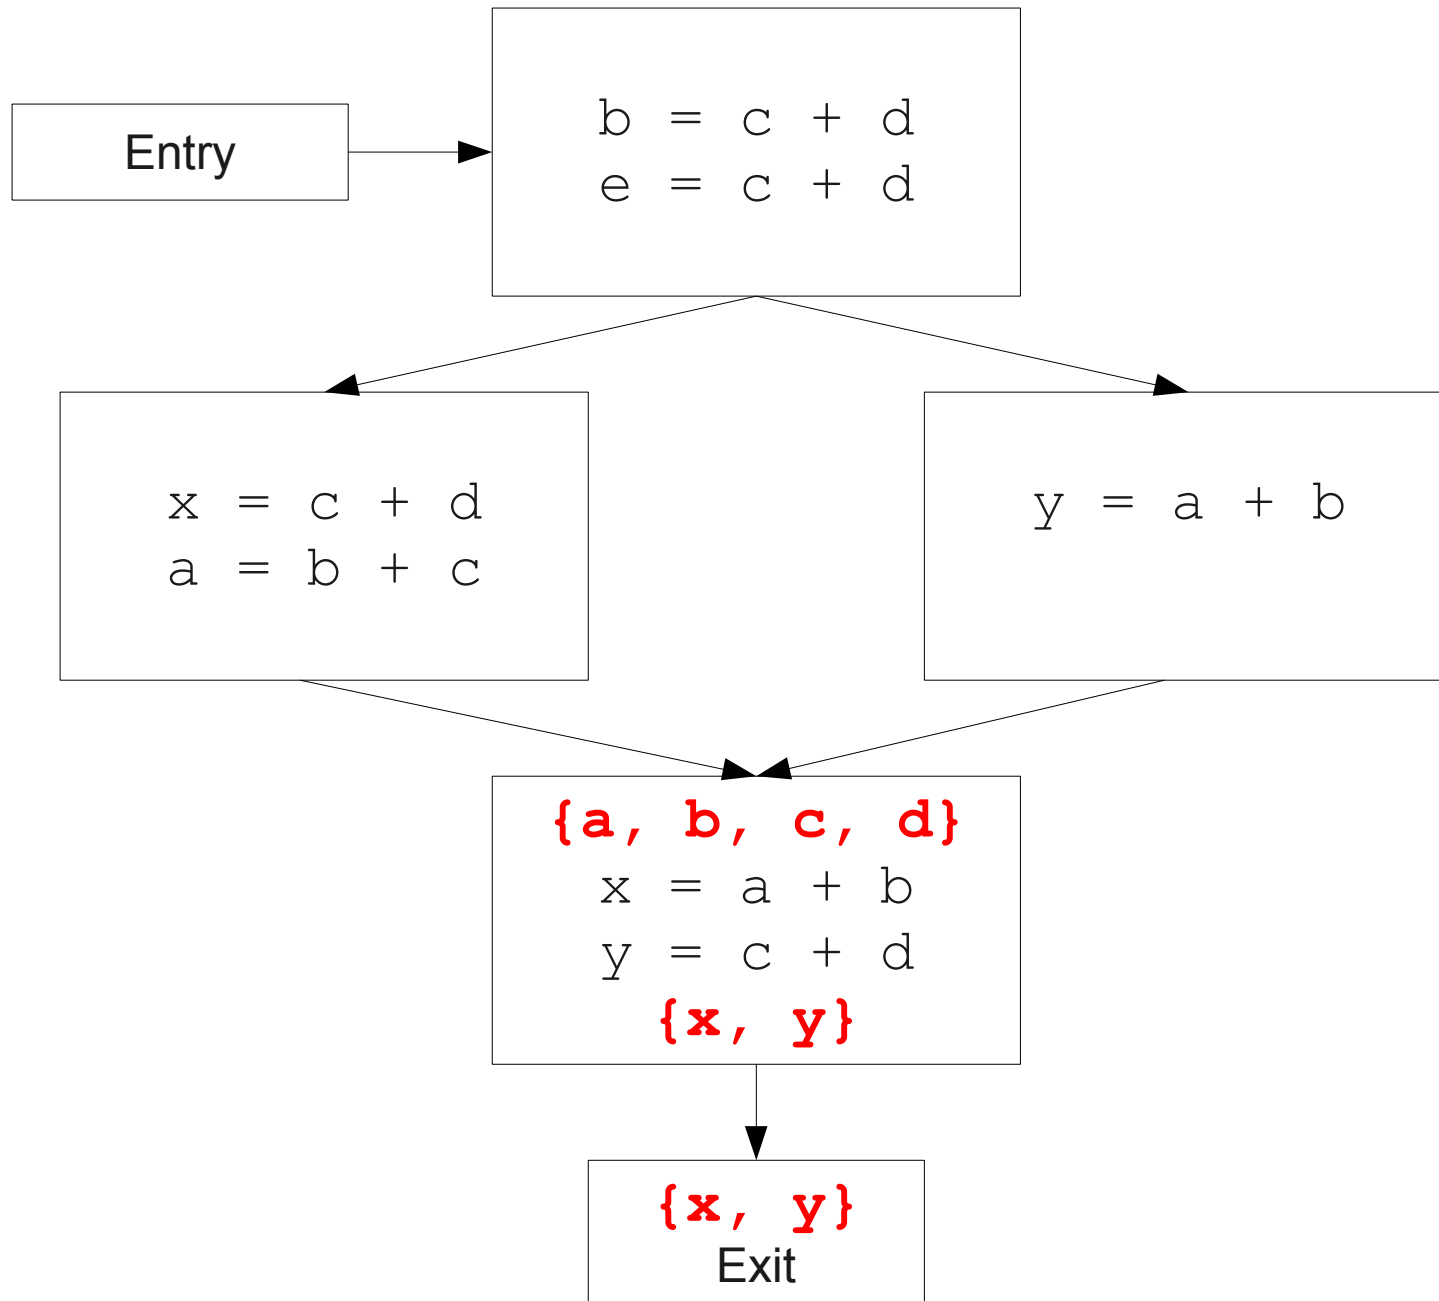 Entry
b = c + d
e = c + d
x = c + d
a = b + c
y = a + b
{a, b, c, d}
x = a + b
y = c + d
{x, y}
{x, y}
Exit